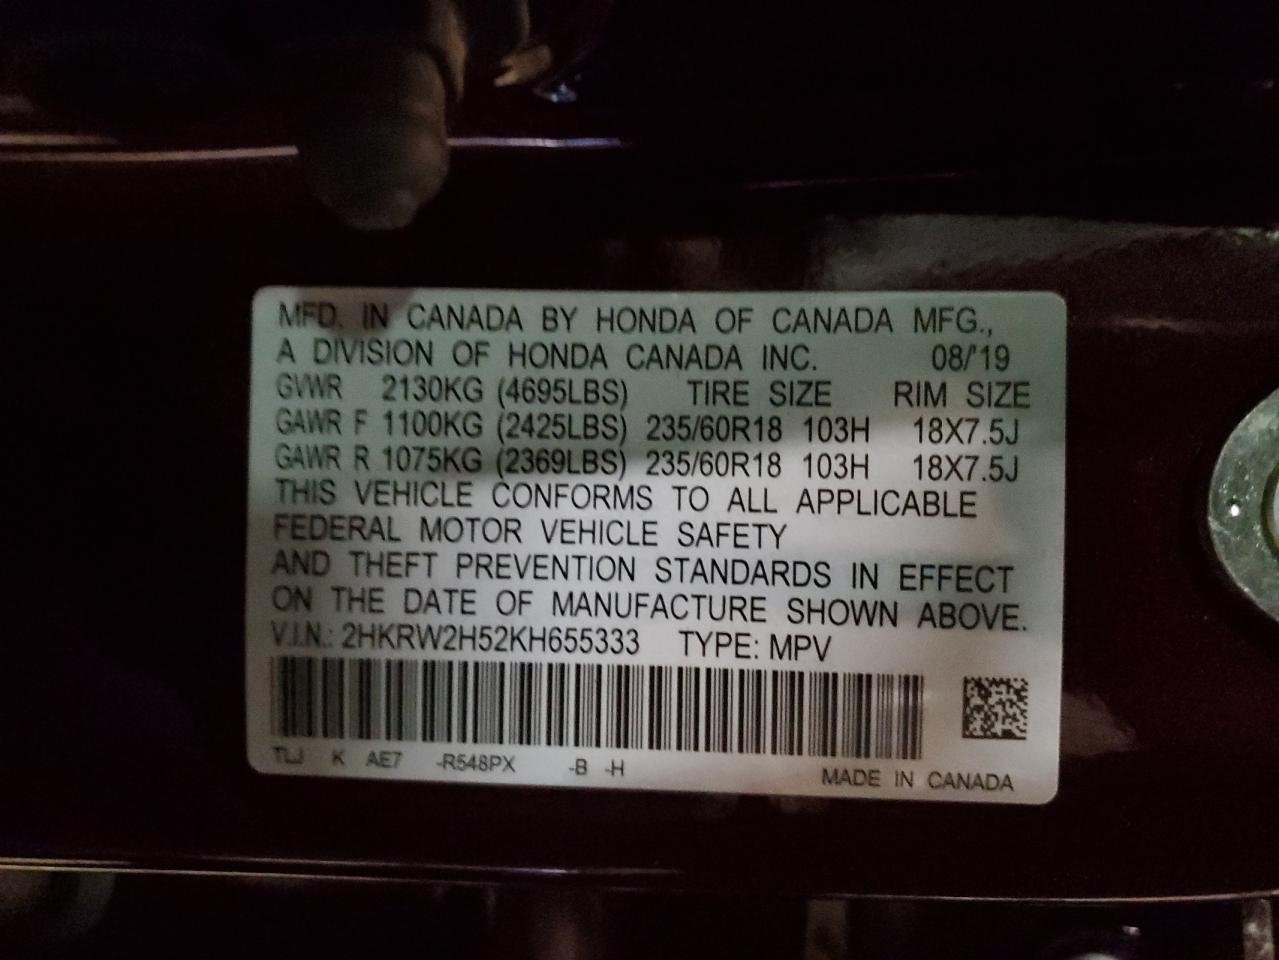 MFD. IN CANADA BY HONDA OF CANADA MFG.,
A DIVISION OF HONDA CANADA INC. 08/'19
GVWR 2130KG (4695LBS) TIRE SIZE RIM SIZE
GAWR F 1100KG (2425LBS) 235/60R18 103H 18X7.5J
GAWR R 1075KG (2369LBS) 235/60R18 103H 18X7.5J
THIS VEHICLE CONFORMS TO ALL APPLICABLE
FEDERAL MOTOR VEHICLE SAFETY
AND THEFT PREVENTION STANDARDS IN EFFECT
ON THE DATE OF MANUFACTURE SHOWN ABOVE.
V.I.N.: 2HKRW2H52KH655333 TYPE: MPV
TLJ K AE7 -R548PX -B -H
MADE IN CANADA